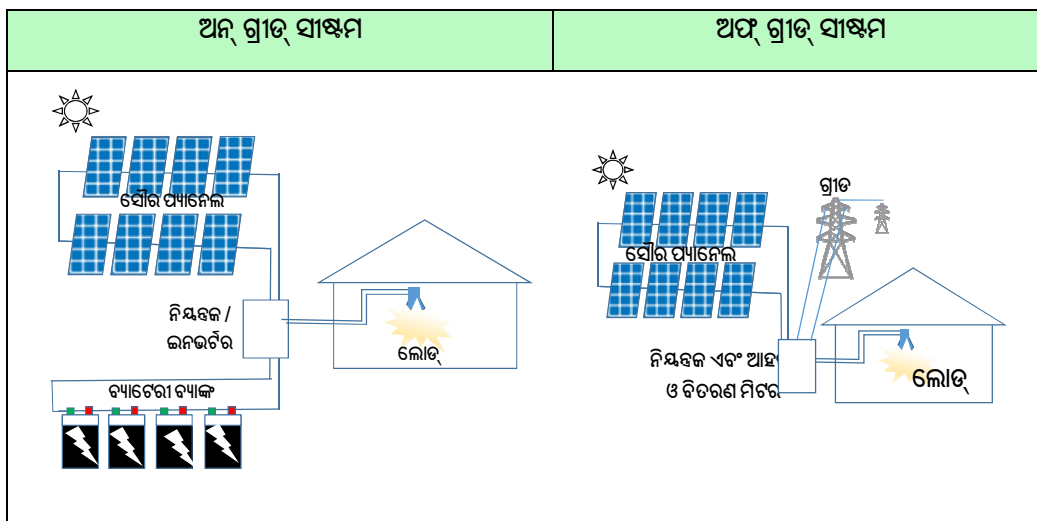 ଅନ୍ ଗ୍ରୀଡ୍ ସୀଷ୍ଟମ
ଅଫ୍ ଗ୍ରୀଡ୍ ସୀଷ୍ଟମ
ସୌର ପ୍ୟାନେଲ
ନିୟନ୍ତ୍ରକ /
ଇନଭର୍ଟର
ଲୋଡ୍
ବ୍ୟାଟେରୀ ବ୍ୟାଙ୍କ
ଗ୍ରୀଡ
ସୌର ପ୍ୟାନେଲ
ନିୟନ୍ତ୍ରକ ଏବଂ
ଓ ବିତରଣ ମିଟର
ଲୋଡ୍